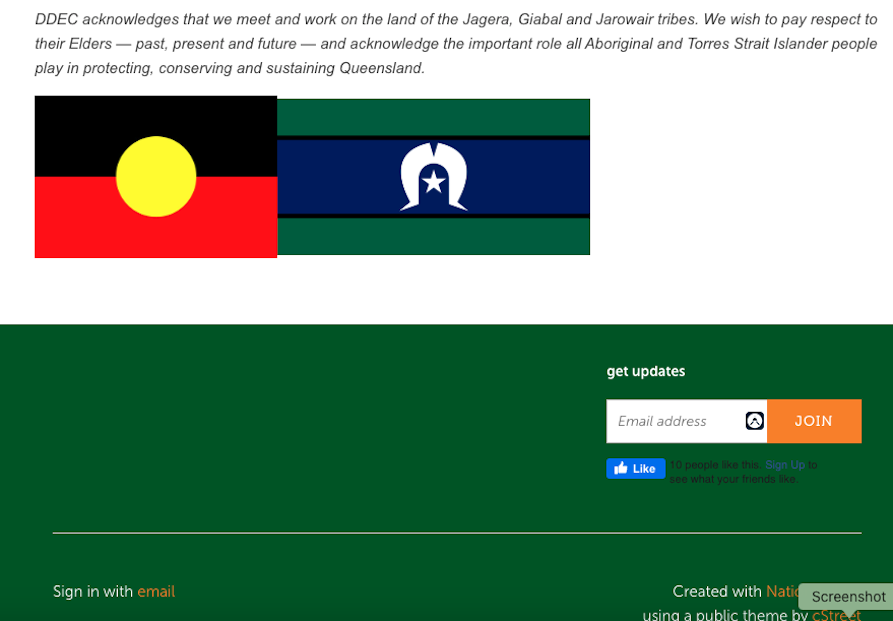 DDEC acknowledges that we meet and work on the land of the Jagera, Giabal and Jarowair tribes. We wish to pay respect to
their Elders — past, present and future — and acknowledge the important role all Aboriginal and Torres Strait Islander people
play in protecting, conserving and sustaining Queensland.
get updates
Email address JOIN
Like 10 people like this. Sign Up to
see what your friends like.
Sign in with email
Created with
Screenshot
using a public theme by cStreet